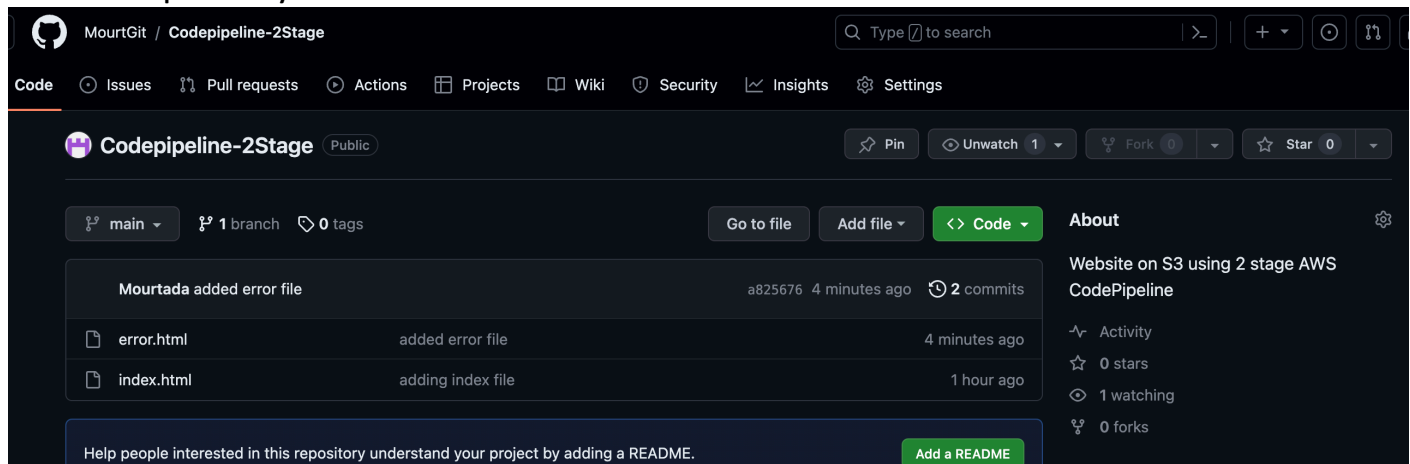 MourtGit / Codepipeline-2Stage
Type / to search
Code Issues Pull requests Actions Projects Wiki Security Insights Settings
Codepipeline-2Stage Public
Pin Unwatch 1 Fork 0 Star 0
main 1 branch 0 tags
Go to file Add file <> Code
Mourtada added error file a825676 4 minutes ago 2 commits
error.html added error file 4 minutes ago
index.html adding index file 1 hour ago
Help people interested in this repository understand your project by adding a README. Add a README
About
Website on S3 using 2 stage AWS
CodePipeline
Activity
0 stars
1 watching
0 forks